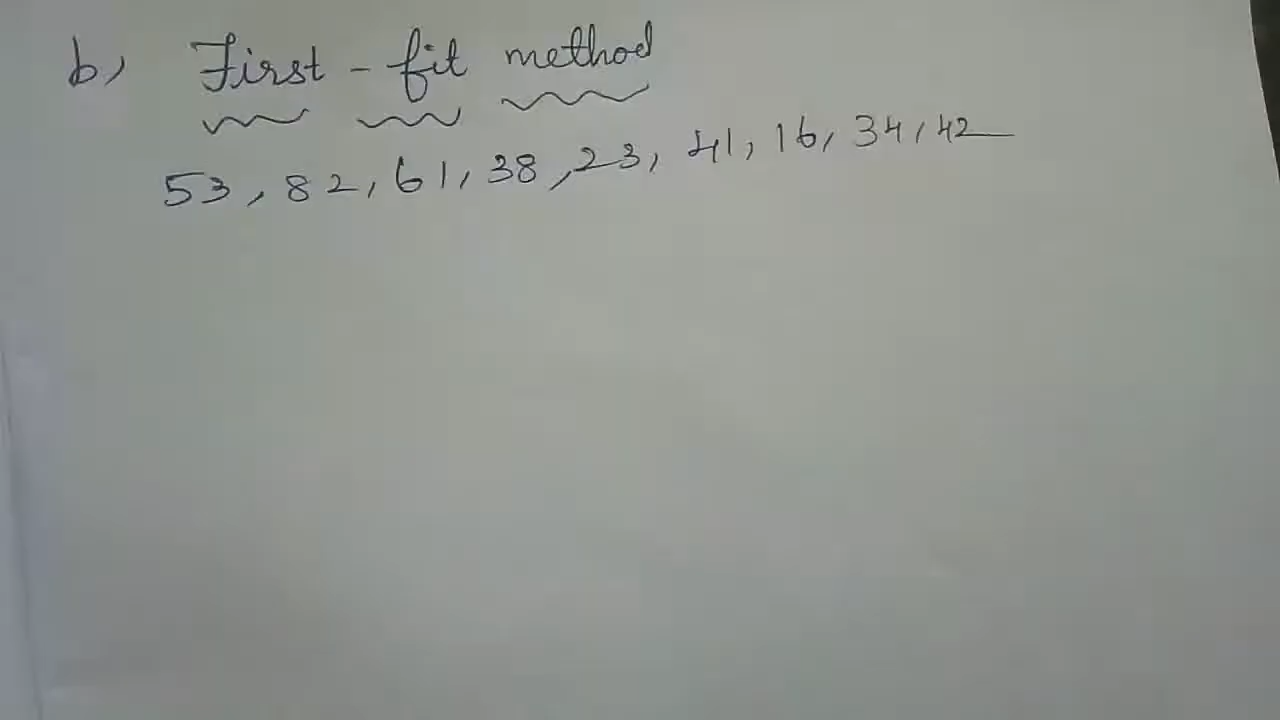 b, First - fit method
53, 82, 61, 38, 23, 41, 16, 34, 42